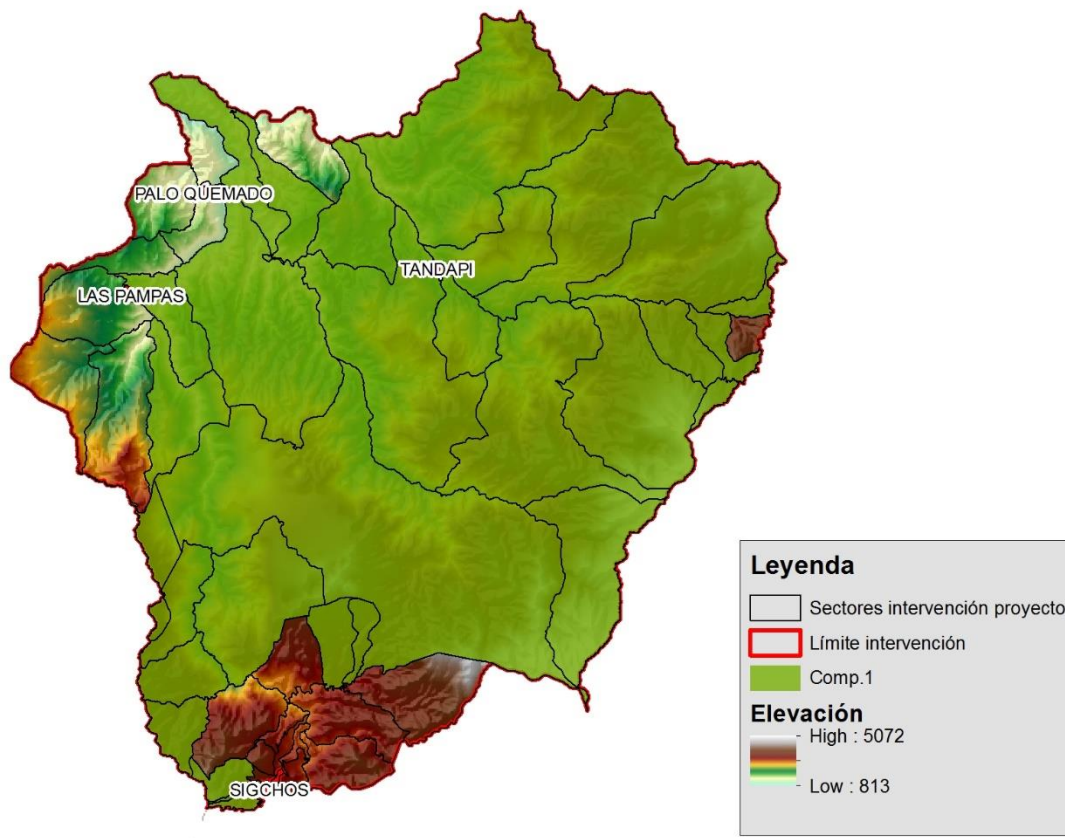 PALO QUEMADO
TANDAPI
LAS PAMPAS
SIGCHOS
Leyenda
Sectores intervención proyecto
Límite intervención
Comp.1
Elevación
High : 5072
Low : 813